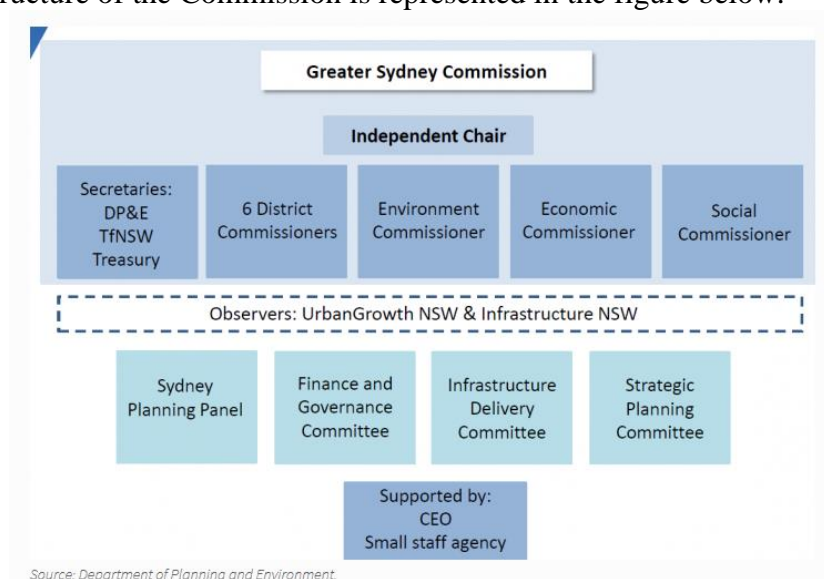 ructure of the Commission is represented in the figure below.
Greater Sydney Commission
Independent Chair
Secretaries:
DP&E
TfNSW
Treasury
6 District
Commissioners
Environment
Commissioner
Economic
Commissioner
Social
Commissioner
Observers: UrbanGrowth NSW & Infrastructure NSW
Sydney
Planning Panel
Finance and
Governance
Committee
Infrastructure
Delivery
Committee
Strategic
Planning
Committee
Supported by:
CEO
Small staff agency
Source: Department of Planning and Environment.